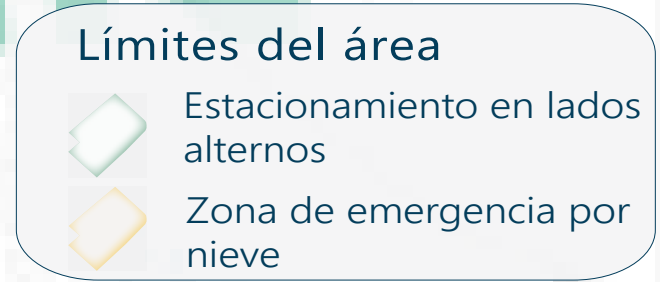 Límites del área
Estacionamiento en lados
alternos
Zona de emergencia por
nieve